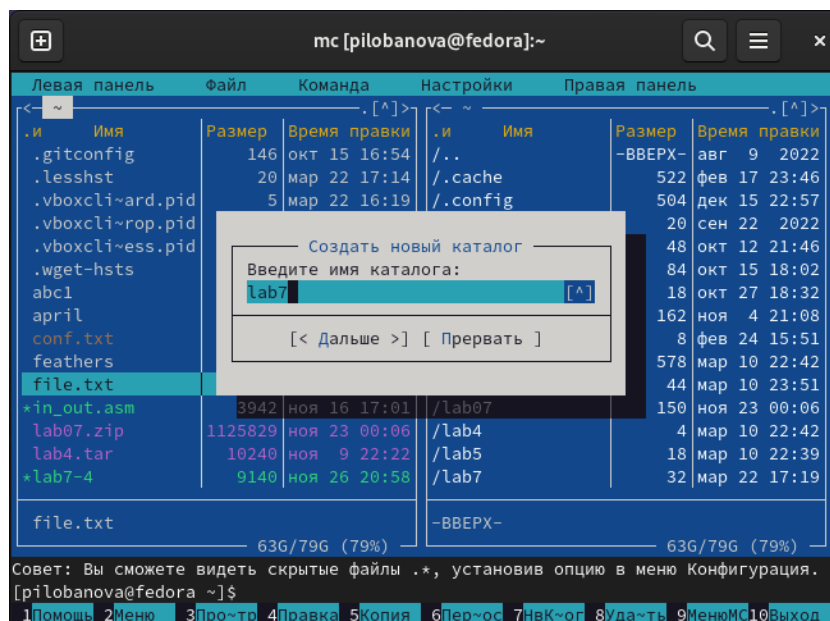 mc [pilobanova@fedora]:~
Левая панель Файл Команда Настройки Правая панель
<— ~ .[^]> <— ~ .[^]>
.и Имя Размер Время правки .и Имя Размер Время правки
.gitconfig 146 окт 15 16:54 /.. -ВВЕРХ- авг 9 2022
.lesshst 20 мар 22 17:14 /.cache 522 фев 17 23:46
.vboxcli~ard.pid 5 мар 22 16:19 /.config 504 дек 15 22:57
.vboxcli~rop.pid 20 сен 22 2022
.vboxcli~ess.pid Создать новый каталог 48 окт 12 21:46
.wget-hsts Введите имя каталога: 84 окт 15 18:02
abc1 lab7 [^] 18 окт 27 18:32
april 162 ноя 4 21:08
conf.txt [< Дальше >] [ Прервать ] 8 фев 24 15:51
feathers 578 мар 10 22:42
file.txt 44 мар 10 23:51
*in_out.asm 3942 ноя 16 17:01 /lab07 150 ноя 23 00:06
lab07.zip 1125829 ноя 23 00:06 /lab4 4 мар 10 22:42
lab4.tar 10240 ноя 9 22:22 /lab5 18 мар 10 22:39
*lab7-4 9140 ноя 26 20:58 /lab7 32 мар 22 17:19
file.txt -ВВЕРХ-
63G/79G (79%) 63G/79G (79%)
Совет: Вы сможете видеть скрытые файлы .*, установив опцию в меню Конфигурация.
[pilobanova@fedora ~]$
1Помощь 2Меню 3Про~тр 4Правка 5Копия 6Пер~ос 7НвК~ог 8Уда~ть 9МенюМС 10Выход